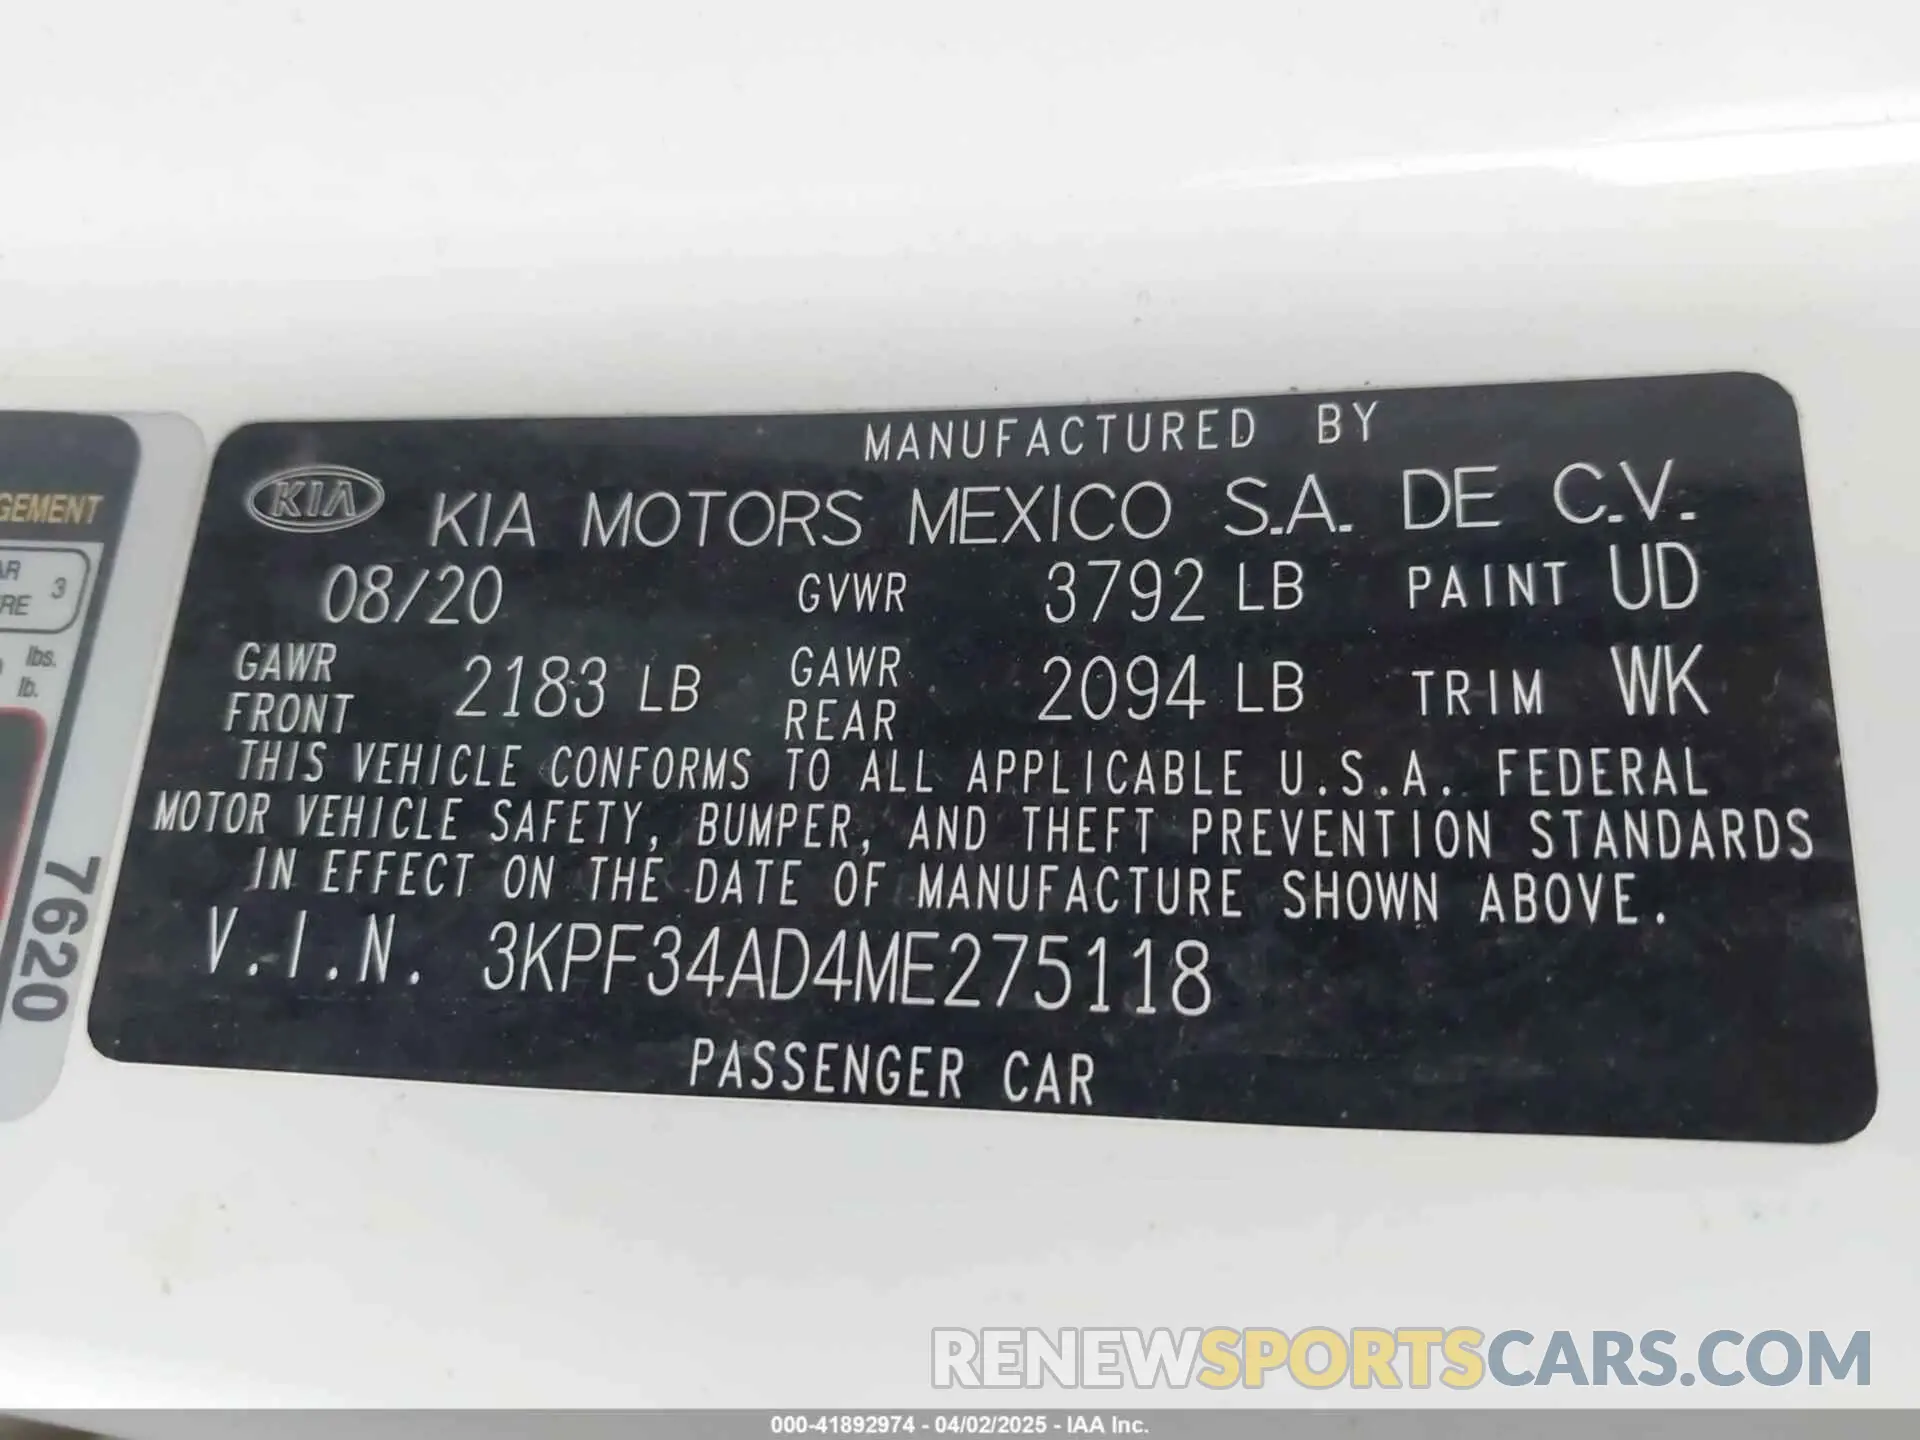 MANUFACTURED BY
KIA KIA MOTORS MEXICO S.A. DE C.V.
08/20 GVWR 3792 LB PAINT UD
GAWR FRONT 2183 LB GAWR REAR 2094 LB TRIM WK
THIS VEHICLE CONFORMS TO ALL APPLICABLE U.S.A. FEDERAL
MOTOR VEHICLE SAFETY, BUMPER, AND THEFT PREVENTION STANDARDS
IN EFFECT ON THE DATE OF MANUFACTURE SHOWN ABOVE.
V.I.N. 3KPF34AD4ME275118
PASSENGER CAR
3
lbs.
lb.
7620
RENEWSPORTSCARS.COM
000-41892974 - 04/02/2025 - IAA Inc.